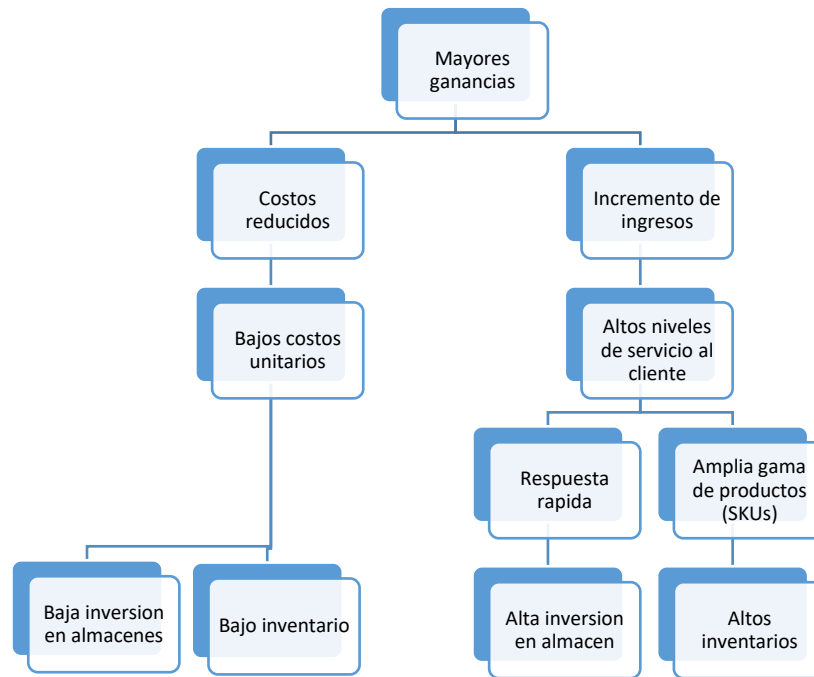 Mayores
ganancias
Costos
reducidos
Incremento de
ingresos
Bajos costos
unitarios
Altos niveles
de servicio al
cliente
Respuesta
rapida
Amplia gama
de productos
(SKUs)
Baja inversion
en almacenes
Bajo inventario
Alta inversion
en almacen
Altos
inventarios